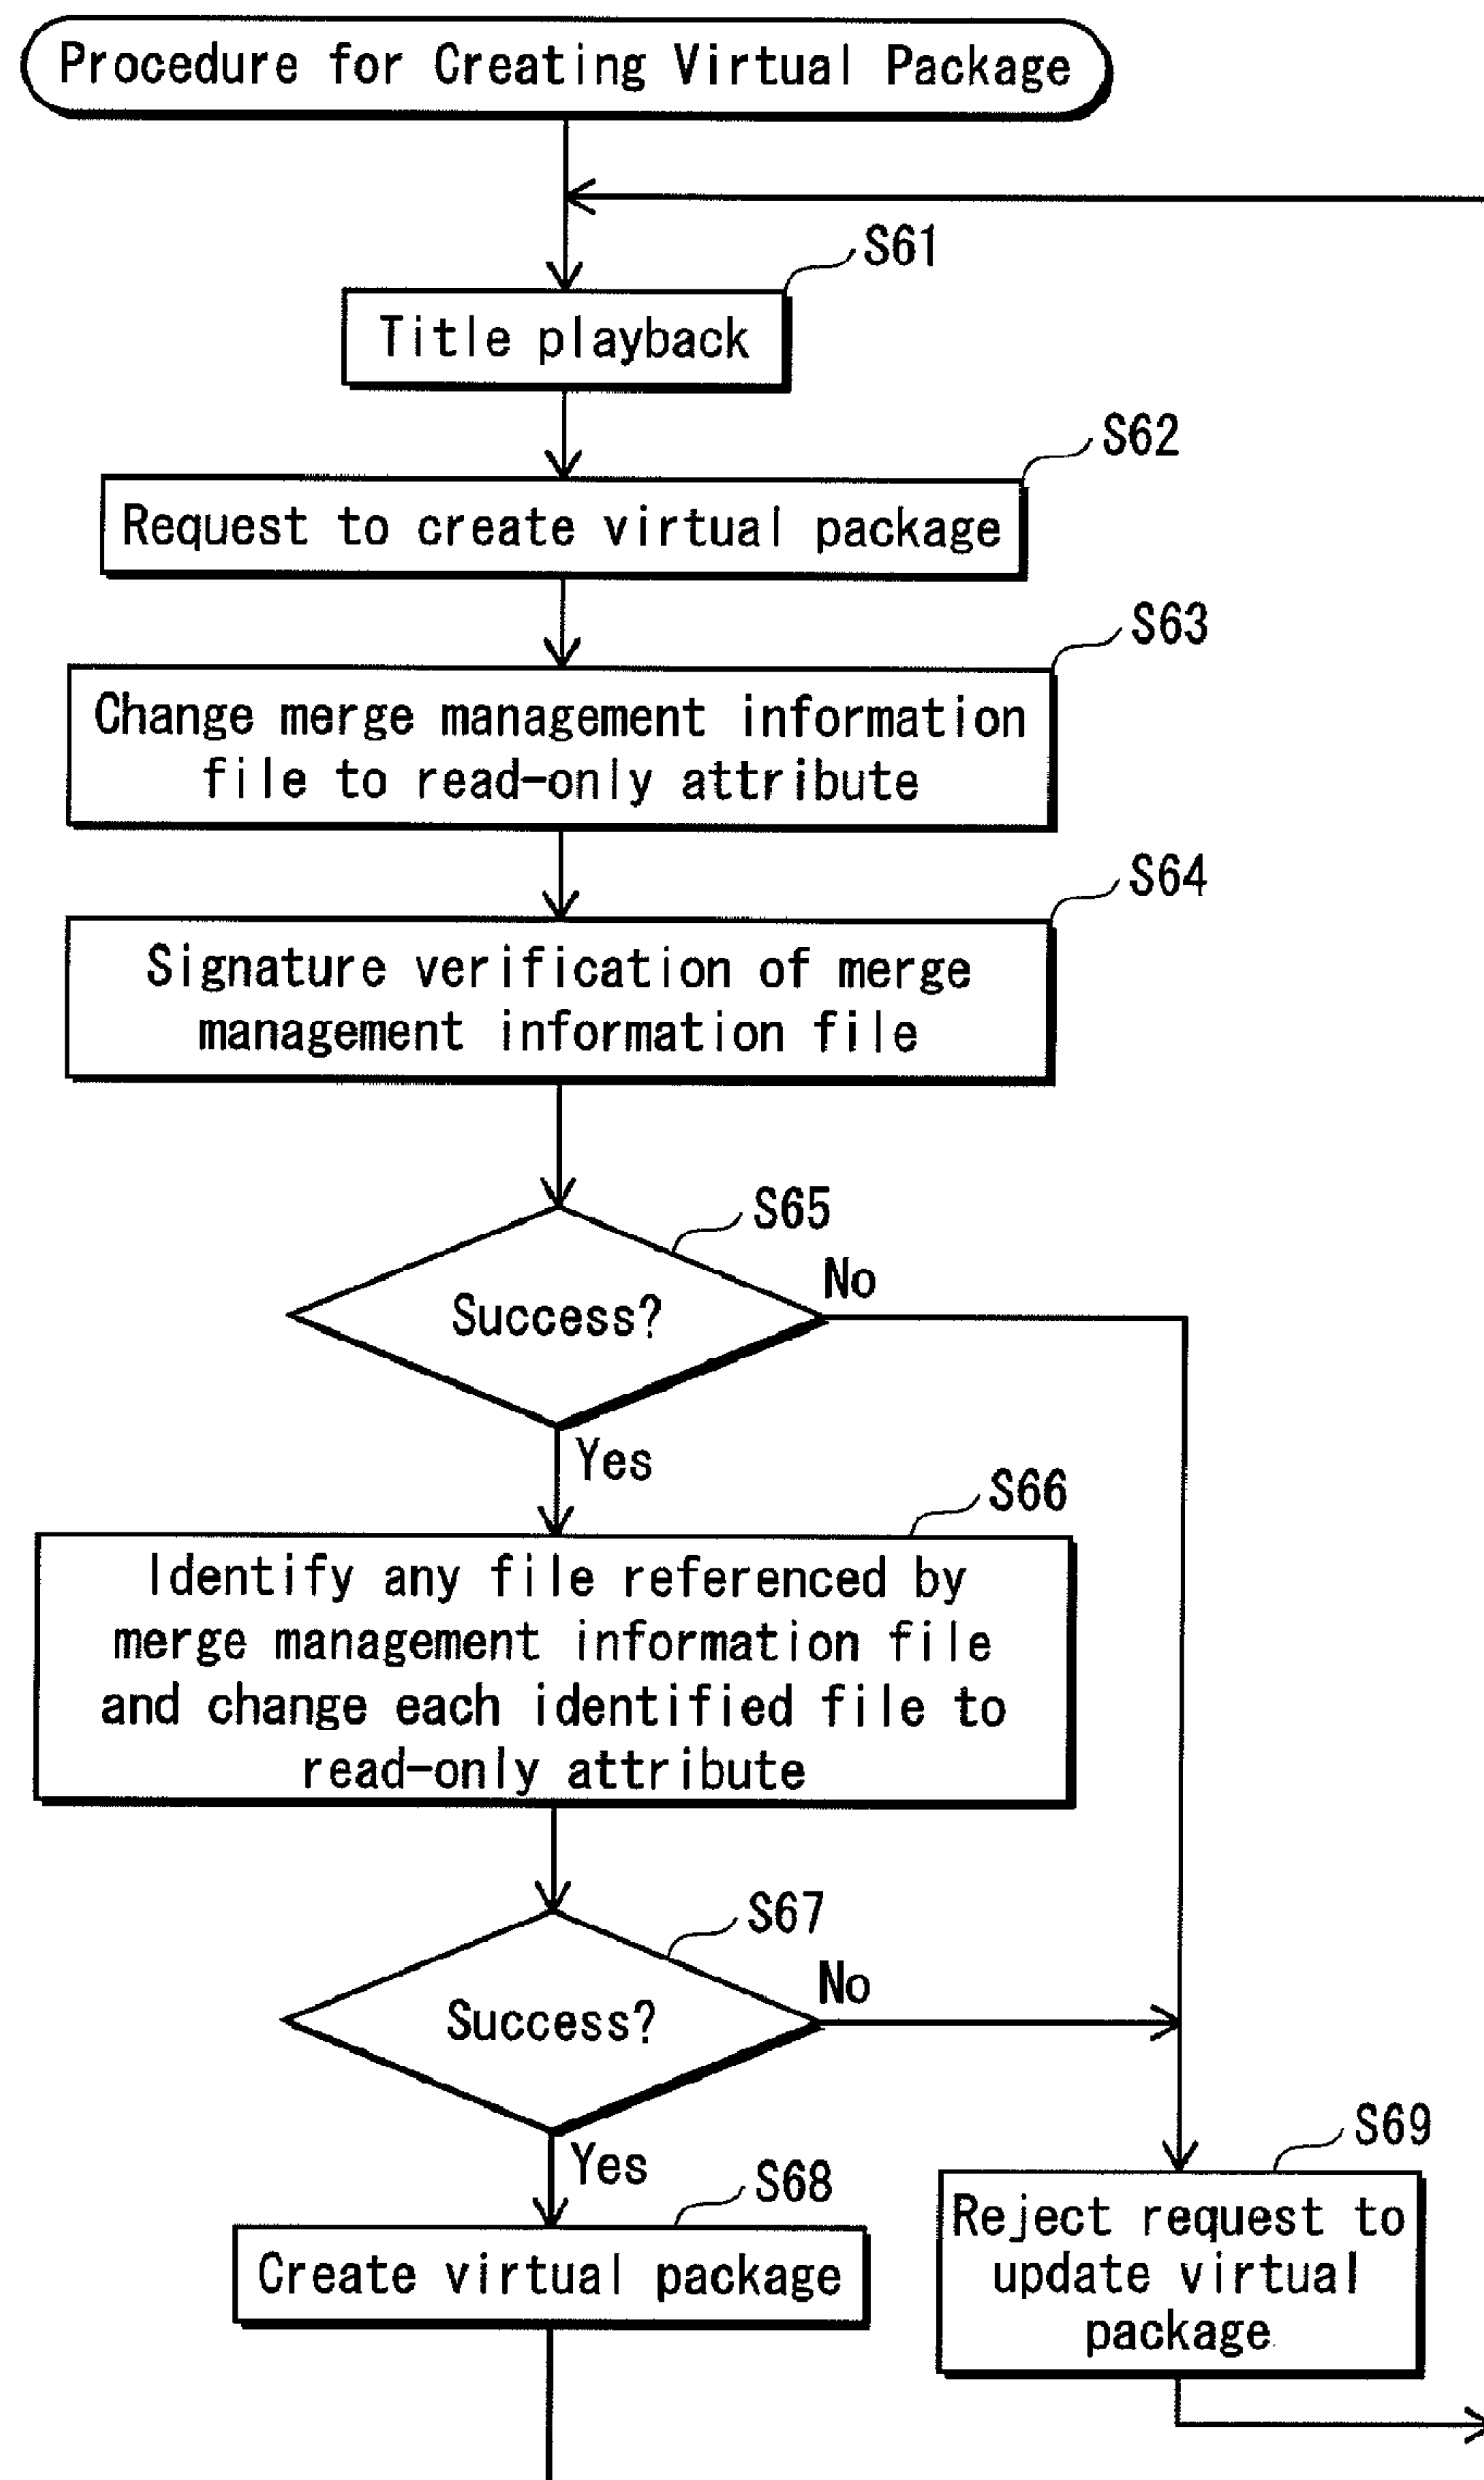 Procedure for Creating Virtual Package
S61
Title playback
S62
Request to create virtual package
S63
Change merge management information
file to read-only attribute
S64
Signature verification of merge
management information file
S65
Success?
No
Yes
S66
Identify any file referenced by
merge management information file
and change each identified file to
read-only attribute
S67
Success?
No
Yes
S68
Create virtual package
S69
Reject request to
update virtual
package